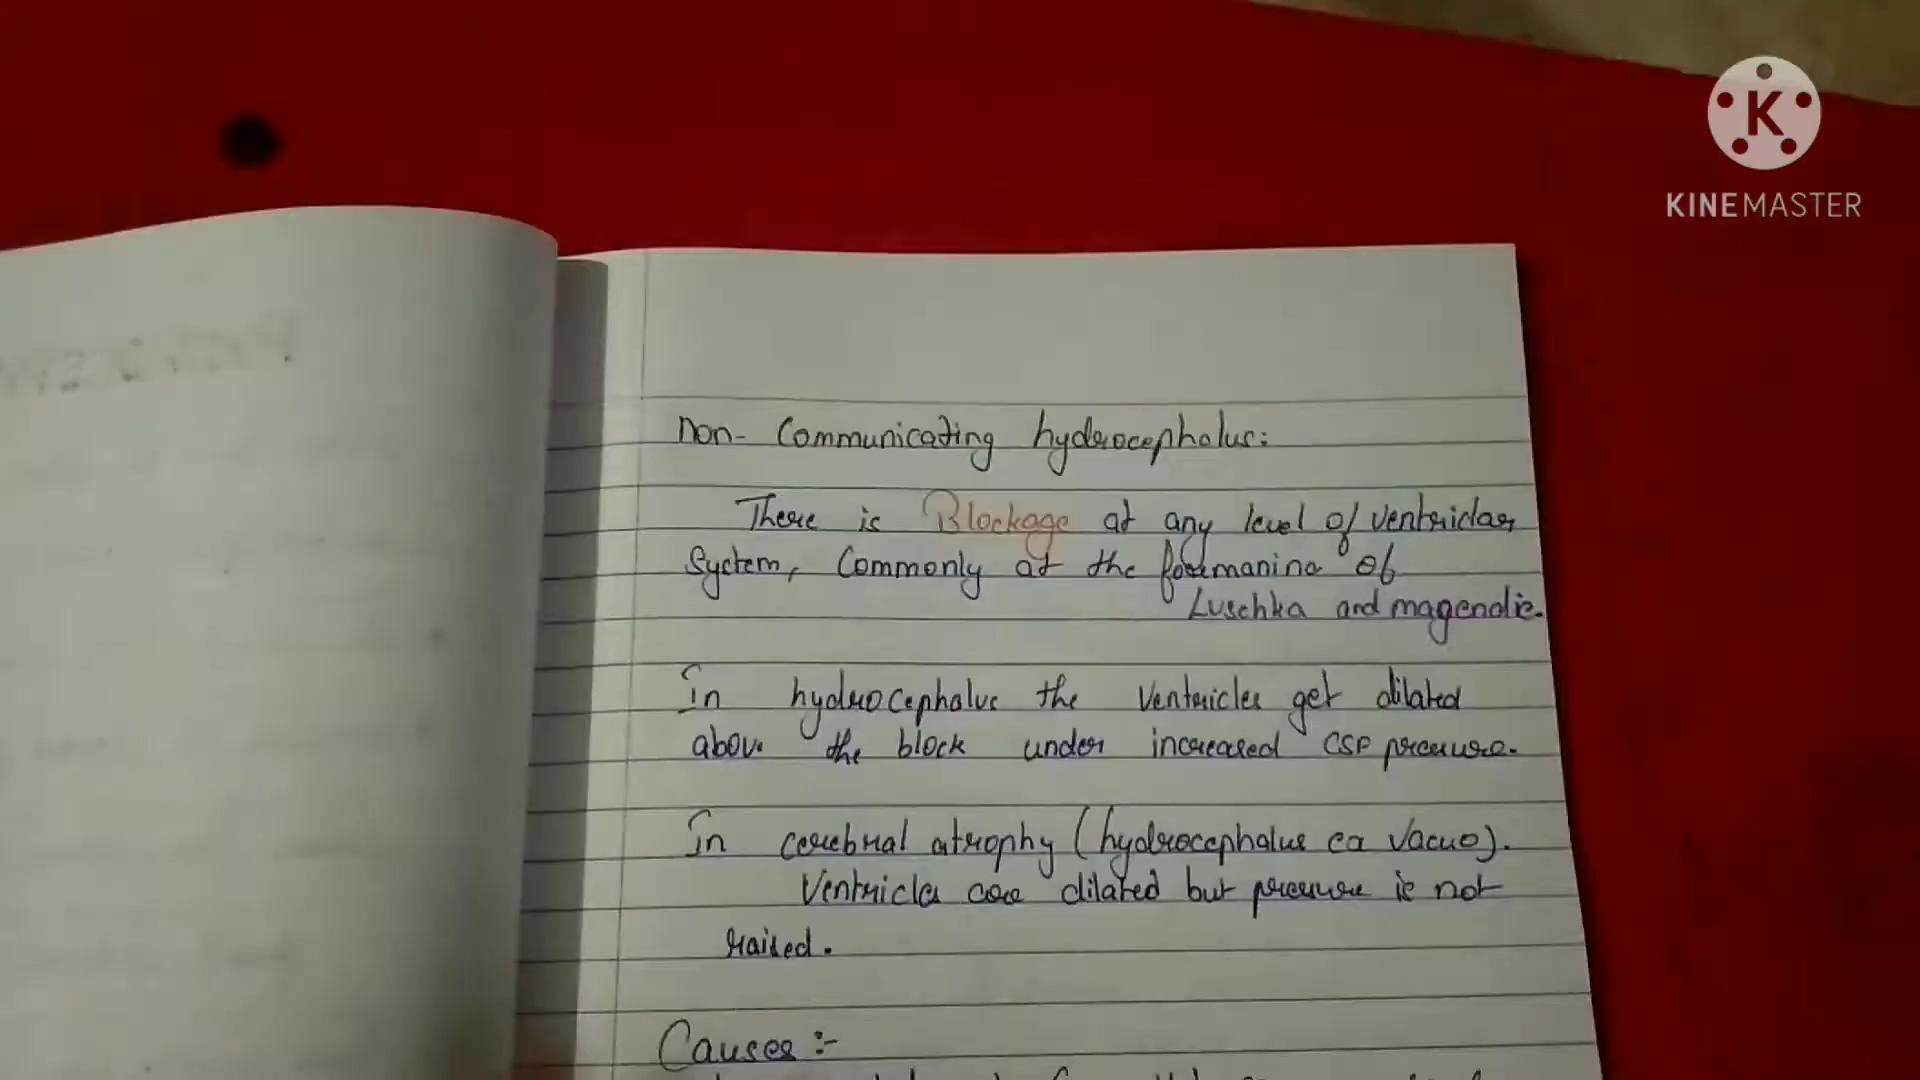 K
KINEMASTER
Non- Communicating hydrocephalus:
There is Blockage at any level of ventricular
System, Commonly at the foremanina of
Luschka and magendie.
In hydrocephalus the Ventricles get dilated
above the block under increased CSF pressure.
In cerebral atrophy (hydrocephalus ea Vacuo).
Ventricles are dilated but pressure is not
raised.
Causes :-